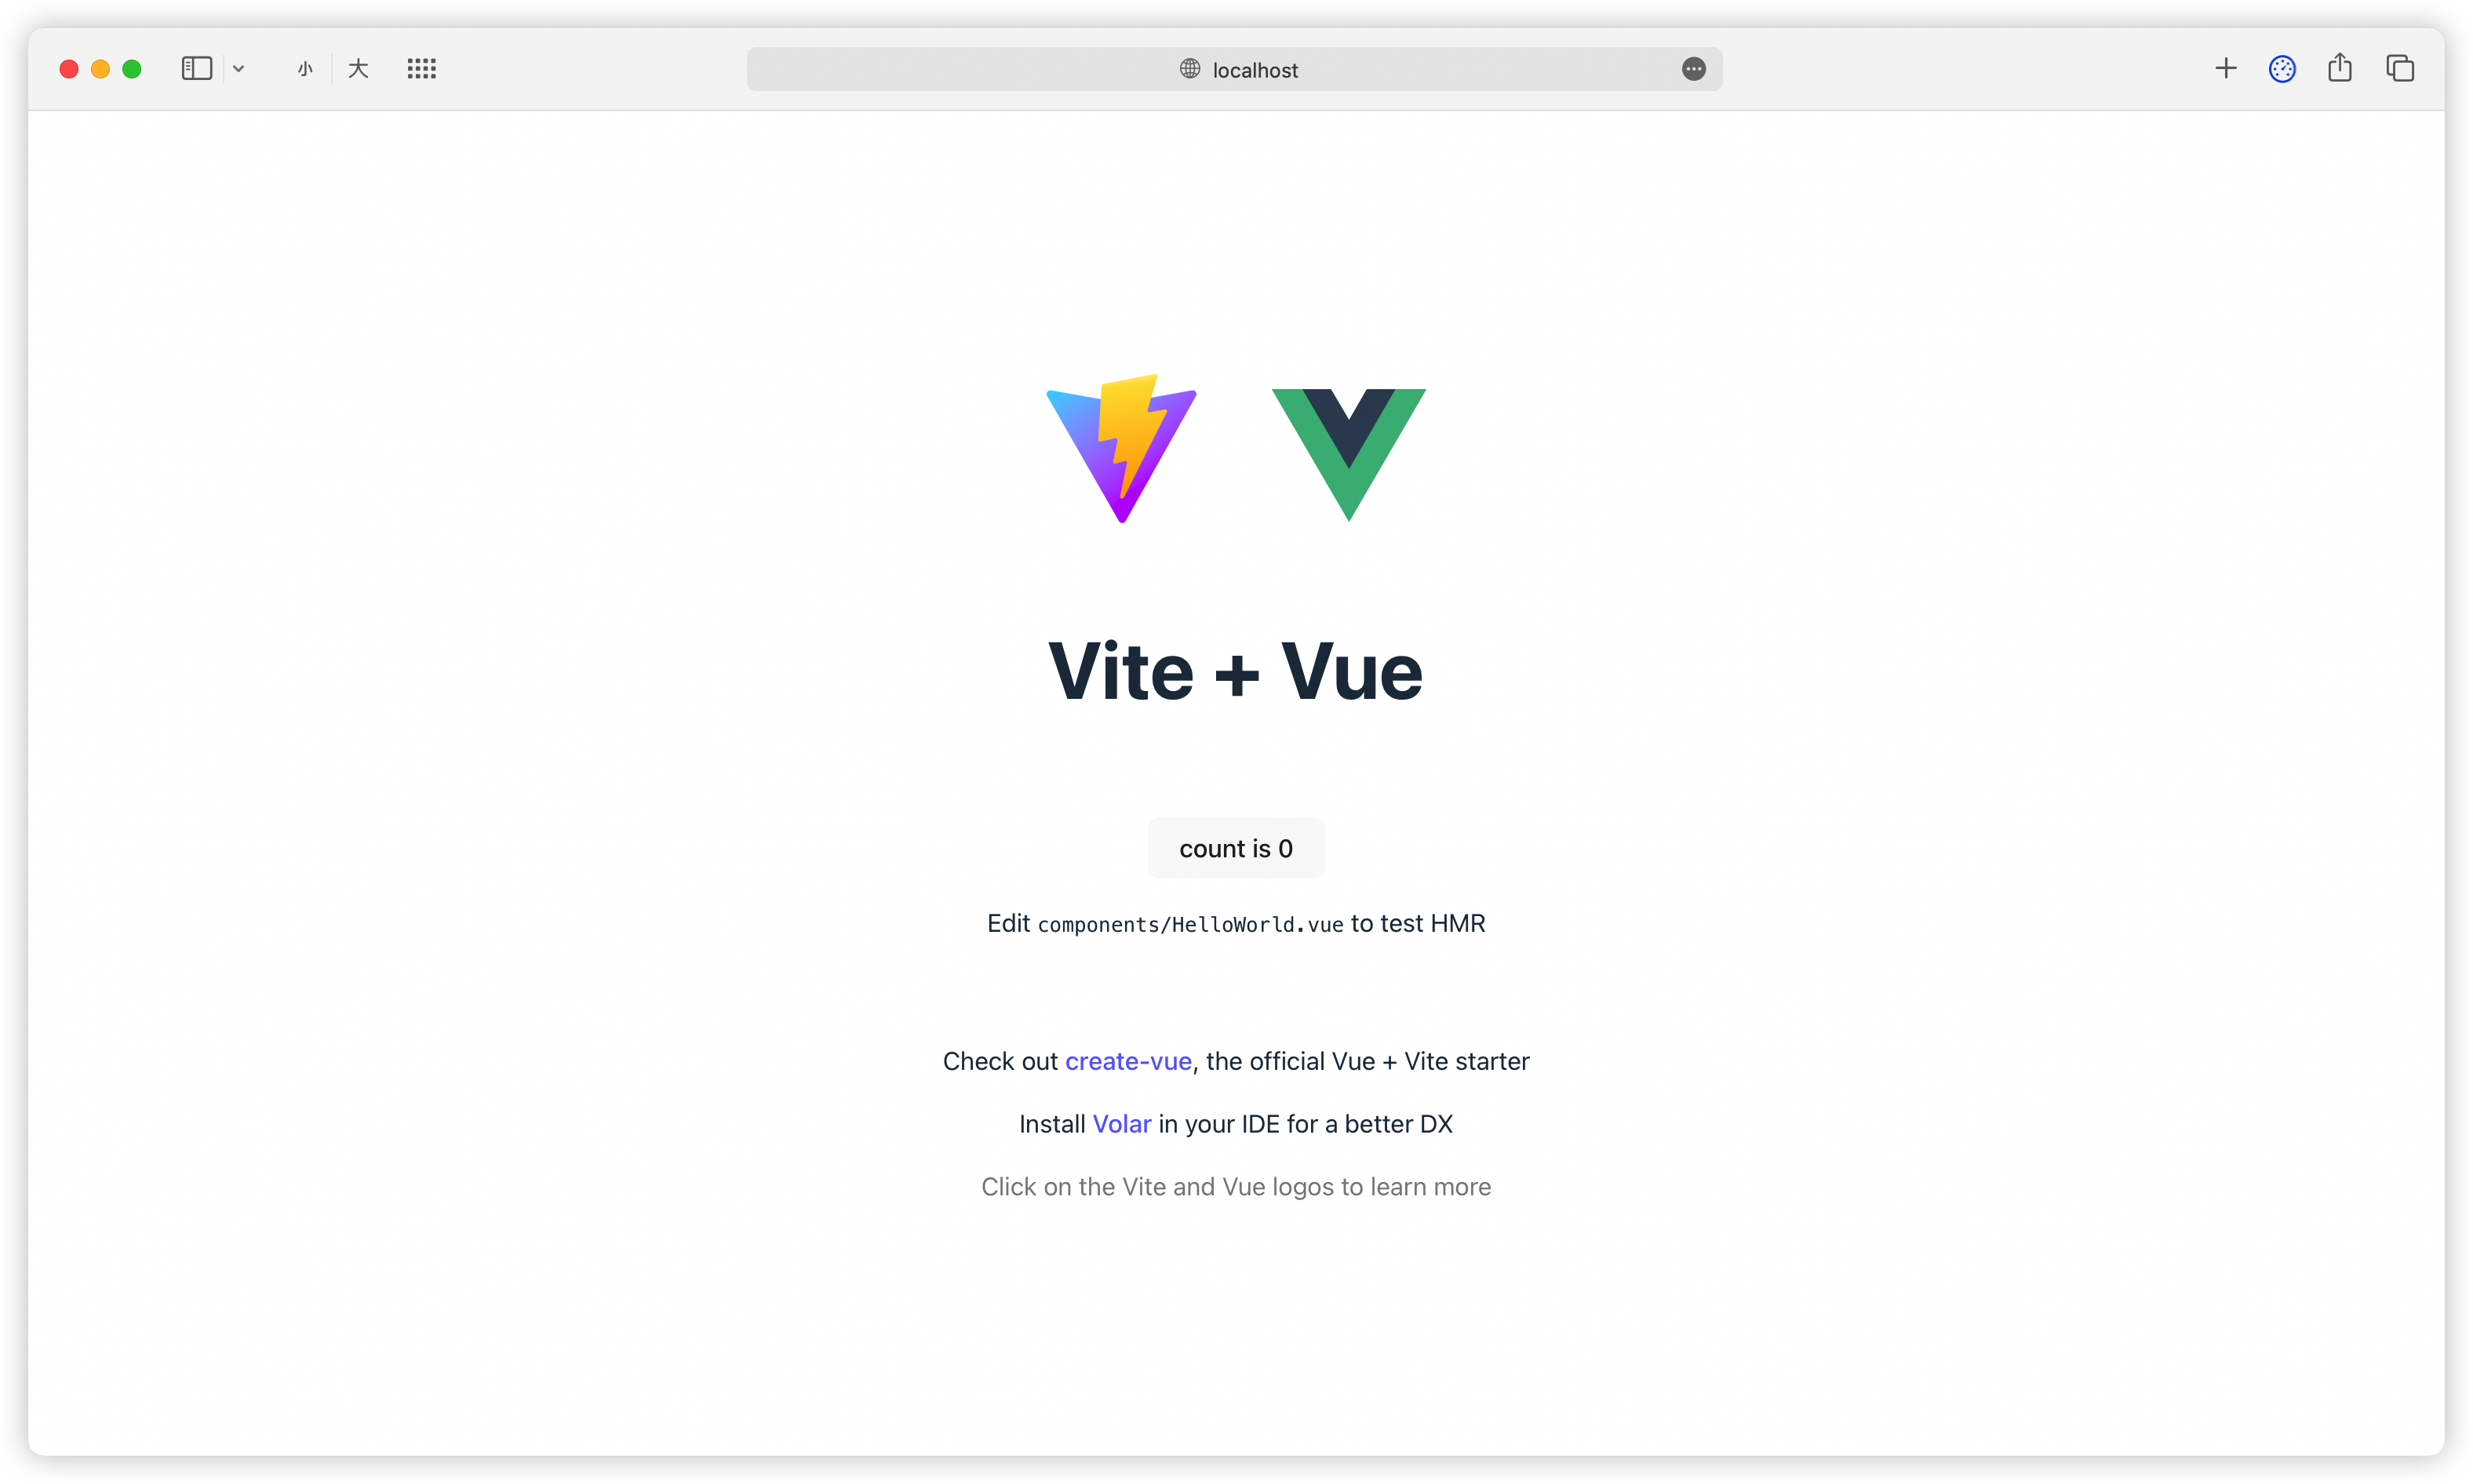 小 大 localhost
Vite + Vue
count is 0
Edit components/HelloWorld.vue to test HMR
Check out create-vue, the official Vue + Vite starter
Install Volar in your IDE for a better DX
Click on the Vite and Vue logos to learn more